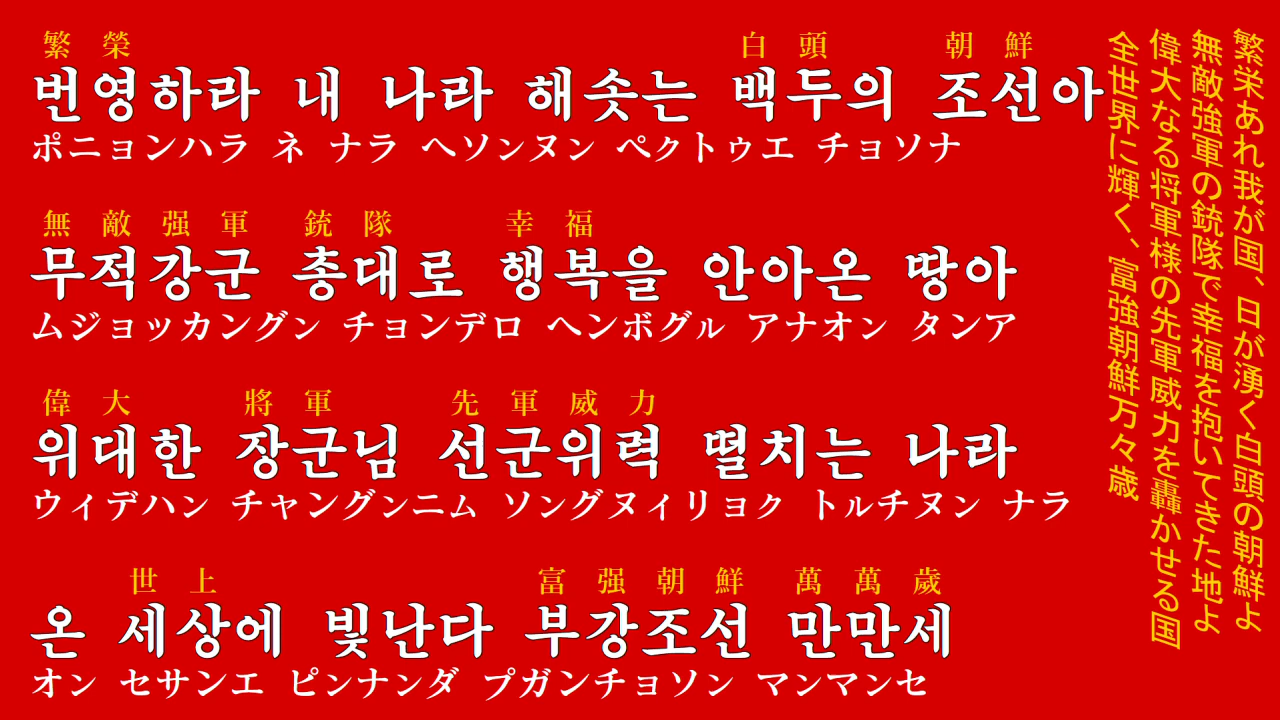 繁榮 白頭 朝鮮
번영하라 내 나라 해솟는 백두의 조선아
ポニョンハラ ネ ナラ ヘソンヌン ペクトゥエ チョソナ
無敵强軍 銃隊 幸福
무적강군 총대로 행복을 안아온 땅아
ムジョッカングン チョンデロ ヘンボグル アナオン タンア
偉大 將軍 先軍威力
위대한 장군님 선군위력 떨치는 나라
ウィデハン チャングンニム ソングヌィリョク トルチヌン ナラ
世上 富强朝鮮 萬萬歲
온 세상에 빛난다 부강조선 만만세
オン セサンエ ピンナンダ プガンチョソン マンマンセ
繁栄あれ我が国、日が湧く白頭の朝鮮よ
無敵強軍の銃隊で幸福を抱いてきた地よ
偉大なる将軍様の先軍威力を轟かせる国
全世界に輝く、富強朝鮮万々歳